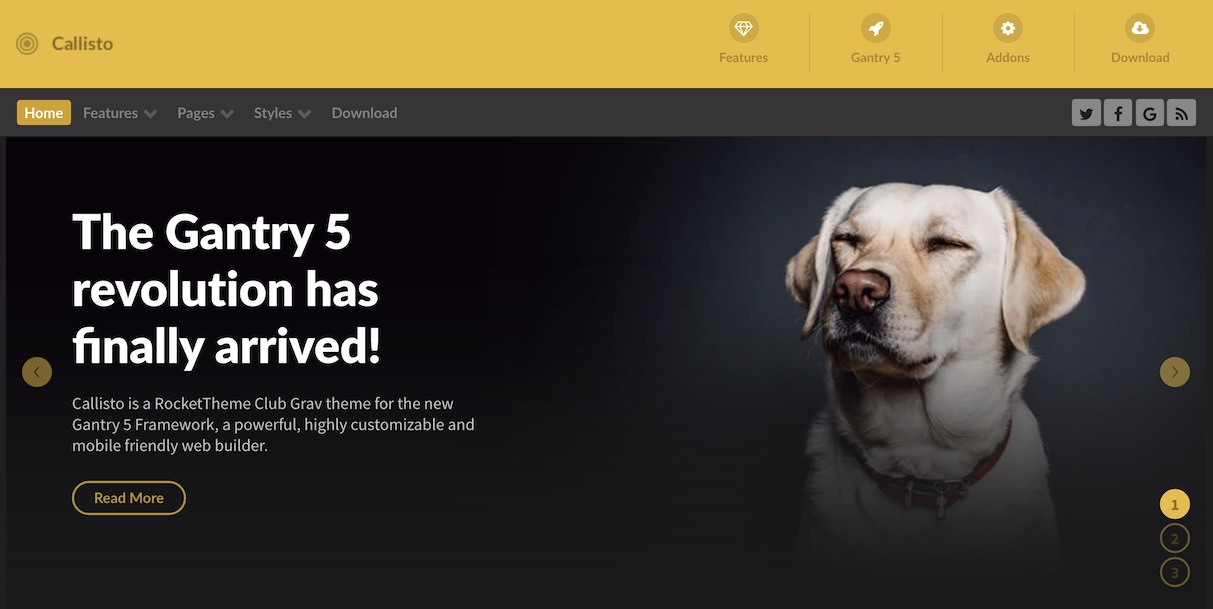 Callisto
Features
Gantry 5
Addons
Download
Home
Features
Pages
Styles
Download
The Gantry 5
revolution has
finally arrived!
Callisto is a RocketTheme Club Grav theme for the new
Gantry 5 Framework, a powerful, highly customizable and
mobile friendly web builder.
Read More
1
2
3